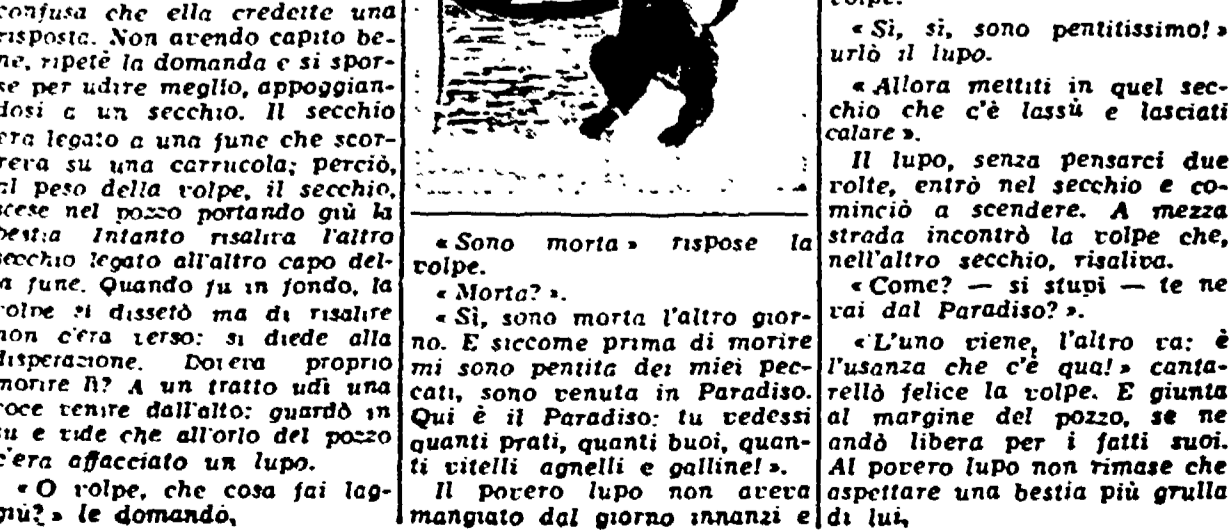 confusa che ella credette una
risposta. Non avendo capito be-
ne, ripetè la domanda e si spor-
se per udire meglio, appoggian-
dosi a un secchio. Il secchio
era legato a una fune che scor-
reva su una carrucola; perciò,
al peso della volpe, il secchio,
scese nel pozzo portando giù la
bestia Intanto risaliva l'altro
secchio legato all'altro capo del-
la fune. Quando fu in fondo, la
volpe si dissetò ma di risalire
non c'era verso: si diede alla
disperazione. Doveva proprio
morire lì? A un tratto udì una
voce venire dall'alto: guardò in
su e vide che all'orlo del pozzo
c'era affacciato un lupo.
« O volpe, che cosa fai lag-
giù? » le domandò,
« Sono morta » rispose la
volpe.
« Morta? ».
« Sì, sono morta l'altro gior-
no. E siccome prima di morire
mi sono pentita dei miei pec-
cati, sono venuta in Paradiso.
Qui è il Paradiso: tu vedessi
quanti prati, quanti buoi, quan-
ti vitelli agnelli e galline! ».
Il povero lupo non aveva
mangiato dal giorno innanzi e
volpe.
« Sì, sì, sono pentitissimo! »
urlò il lupo.
« Allora mettiti in quel sec-
chio che c'è lassù e lasciati
calare ».
Il lupo, senza pensarci due
volte, entrò nel secchio e co-
minciò a scendere. A mezza
strada incontrò la volpe che,
nell'altro secchio, risaliva.
« Come? — si stupì — te ne
vai dal Paradiso? ».
« L'uno viene, l'altro va: è
l'usanza che c'è qua! » canta-
rellò felice la volpe. E giunta
al margine del pozzo, se ne
andò libera per i fatti suoi.
Al povero lupo non rimase che
aspettare una bestia più grulla
di lui,